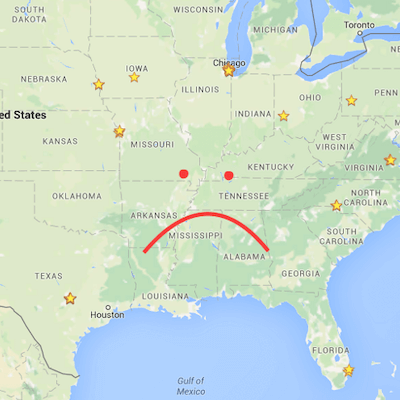 SOUTH
DAKOTA
WISCONSIN
MICHIGAN
Toronto
Chicago
IOWA
NEBRASKA
ILLINOIS
OHIO
PENN
INDIANA
ed States
KANSAS
MISSOURI
WEST
VIRGINIA
KENTUCKY
VIRGINIA
TENNESSEE
OKLAHOMA
NORTH
CAROLINA
ARKANSAS
MISSISSIPPI
SOUTH
CAROLINA
ALABAMA
GEORGIA
TEXAS
LOUISIANA
Houston
FLORIDA
Gulf of
Mexico